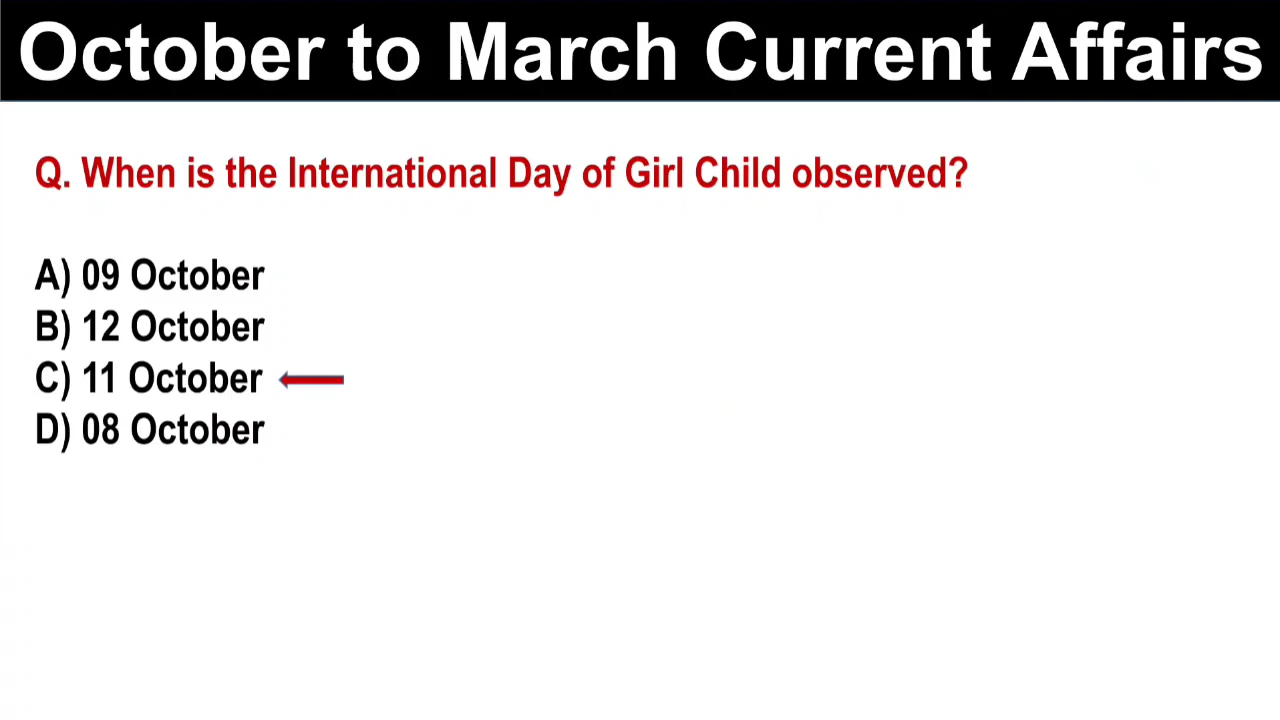 October to March Current Affairs
Q. When is the International Day of Girl Child observed?
A) 09 October
B) 12 October
C) 11 October
D) 08 October